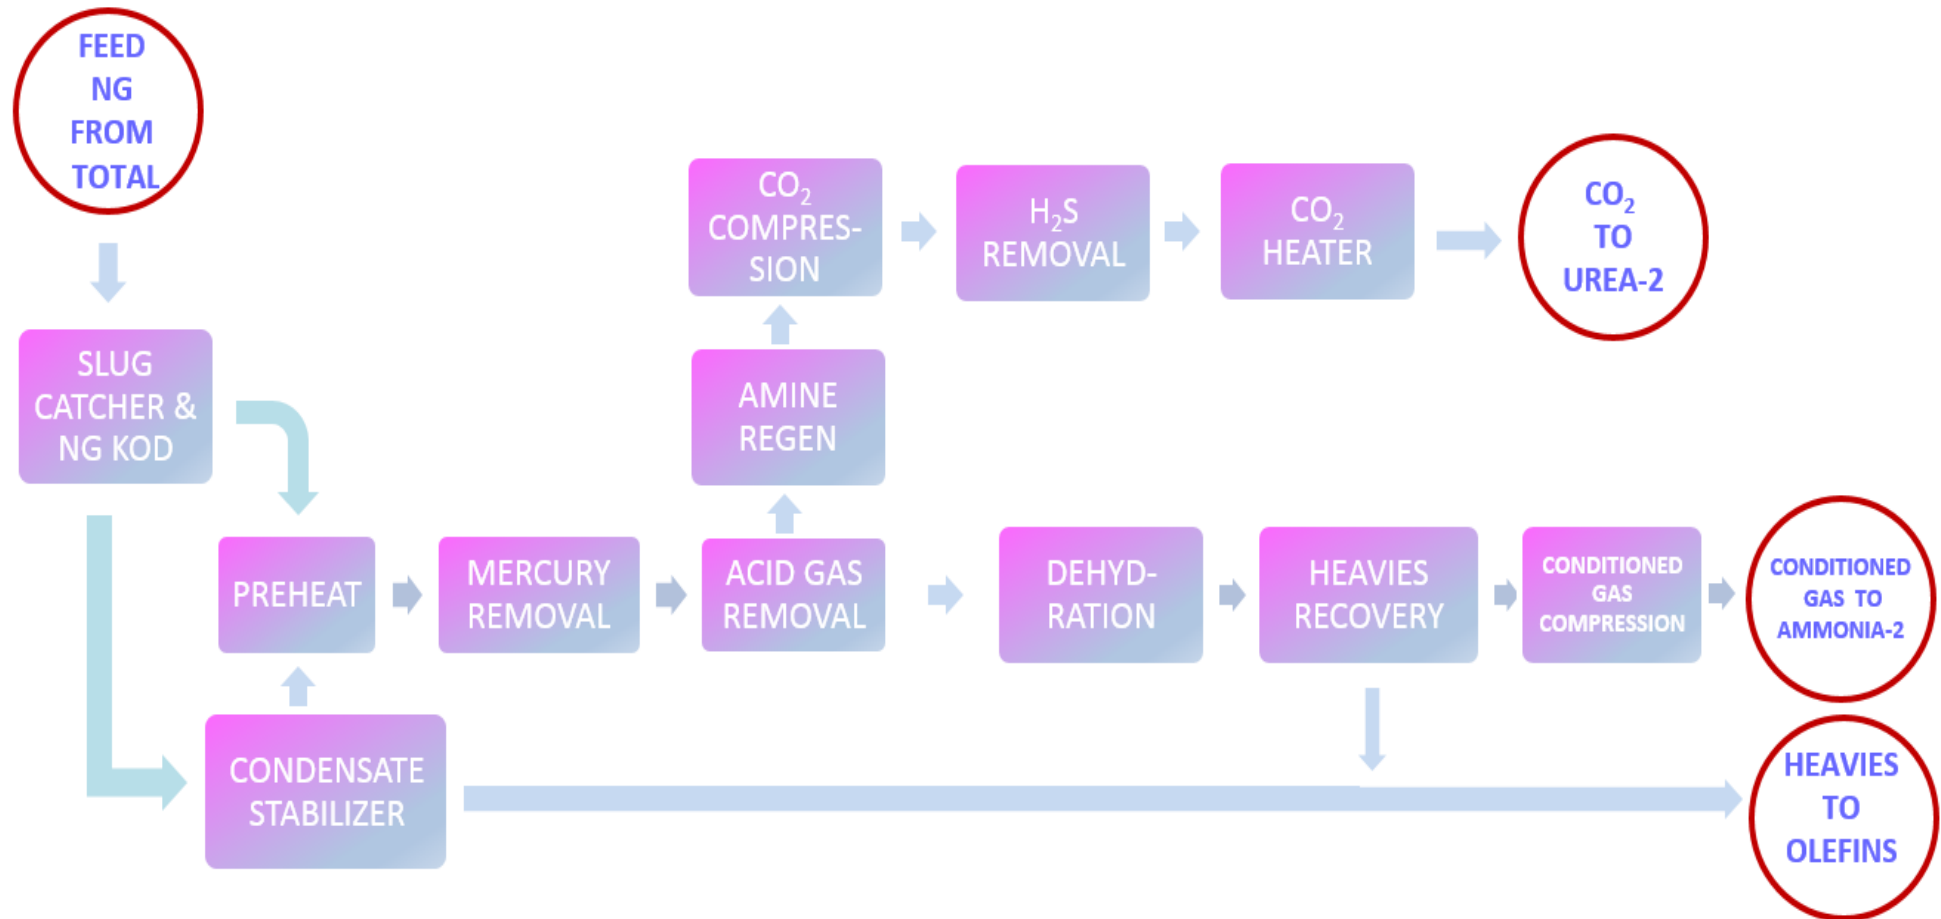 FEED
NG
FROM
TOTAL
CO₂
COMPRES-
SION
H₂S
REMOVAL
CO₂
HEATER
CO₂
TO
UREA-2
SLUG
CATCHER &
NG KOD
AMINE
REGEN
PREHEAT
MERCURY
REMOVAL
ACID GAS
REMOVAL
DEHYD-
RATION
HEAVIES
RECOVERY
CONDITIONED
GAS
COMPRESSION
CONDITIONED
GAS TO
AMMONIA-2
CONDENSATE
STABILIZER
HEAVIES
TO
OLEFINS